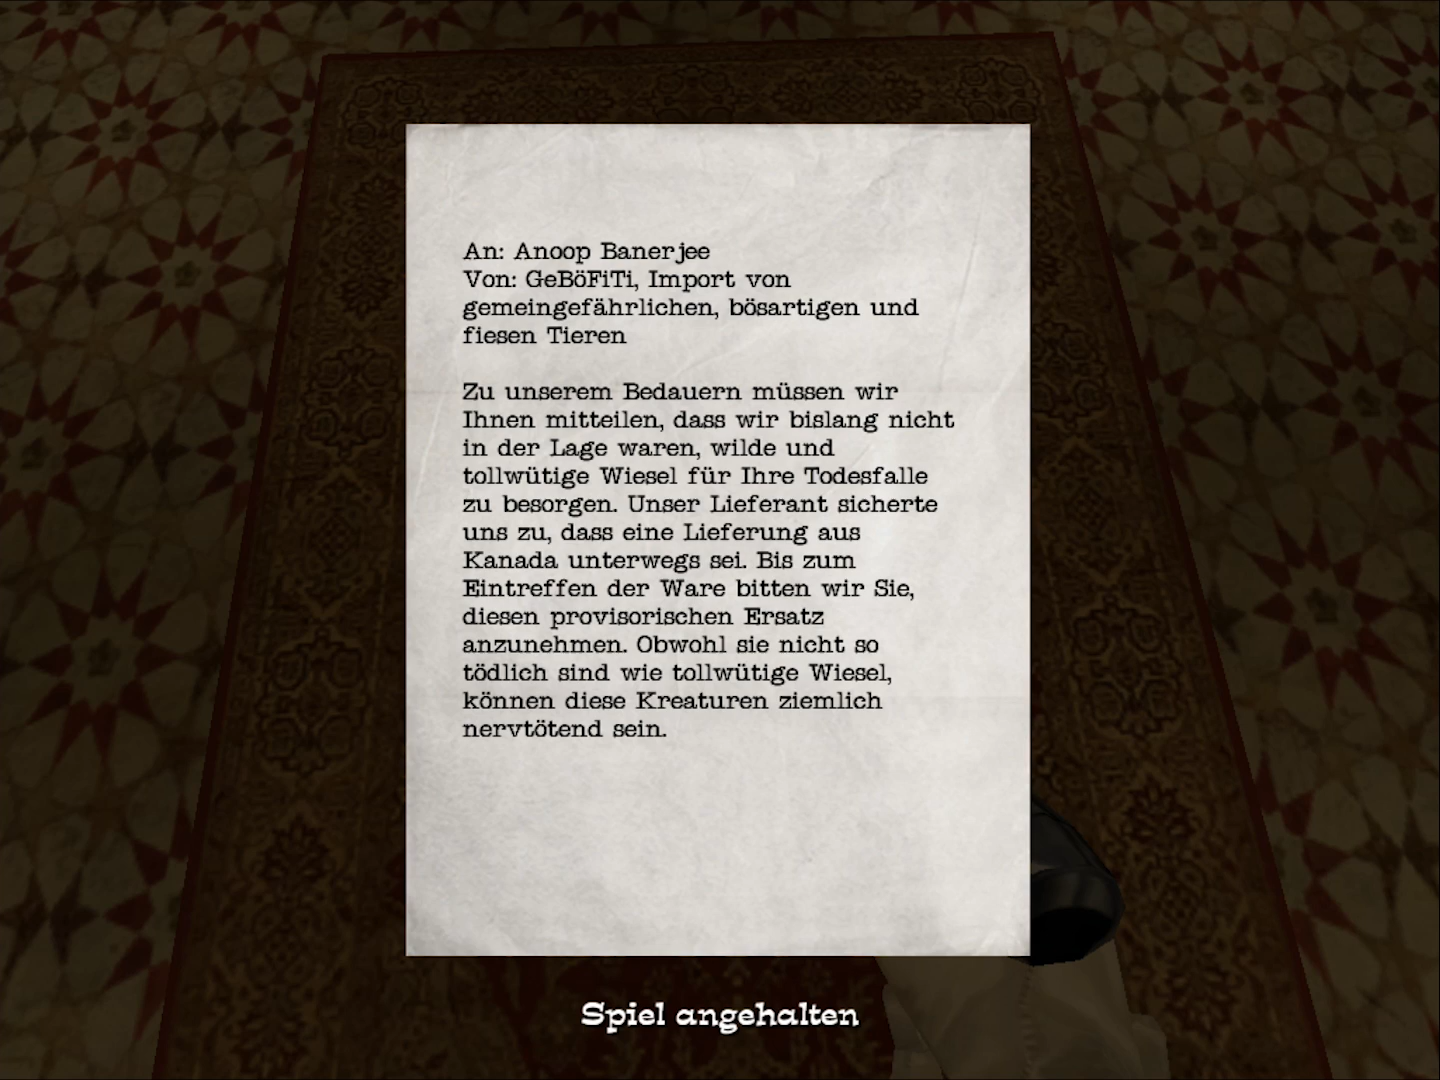 An: Anoop Banerjee
Von: GeBöFiTi, Import von
gemeingefährlichen, bösartigen und
fiesen Tieren
Zu unserem Bedauern müssen wir
Ihnen mitteilen, dass wir bislang nicht
in der Lage waren, wilde und
tollwütige Wiesel für Ihre Todesfalle
zu besorgen. Unser Lieferant sicherte
uns zu, dass eine Lieferung aus
Kanada unterwegs sei. Bis zum
Eintreffen der Ware bitten wir Sie,
diesen provisorischen Ersatz
anzunehmen. Obwohl sie nicht so
tödlich sind wie tollwütige Wiesel,
können diese Kreaturen ziemlich
nervtötend sein.
Spiel angehalten